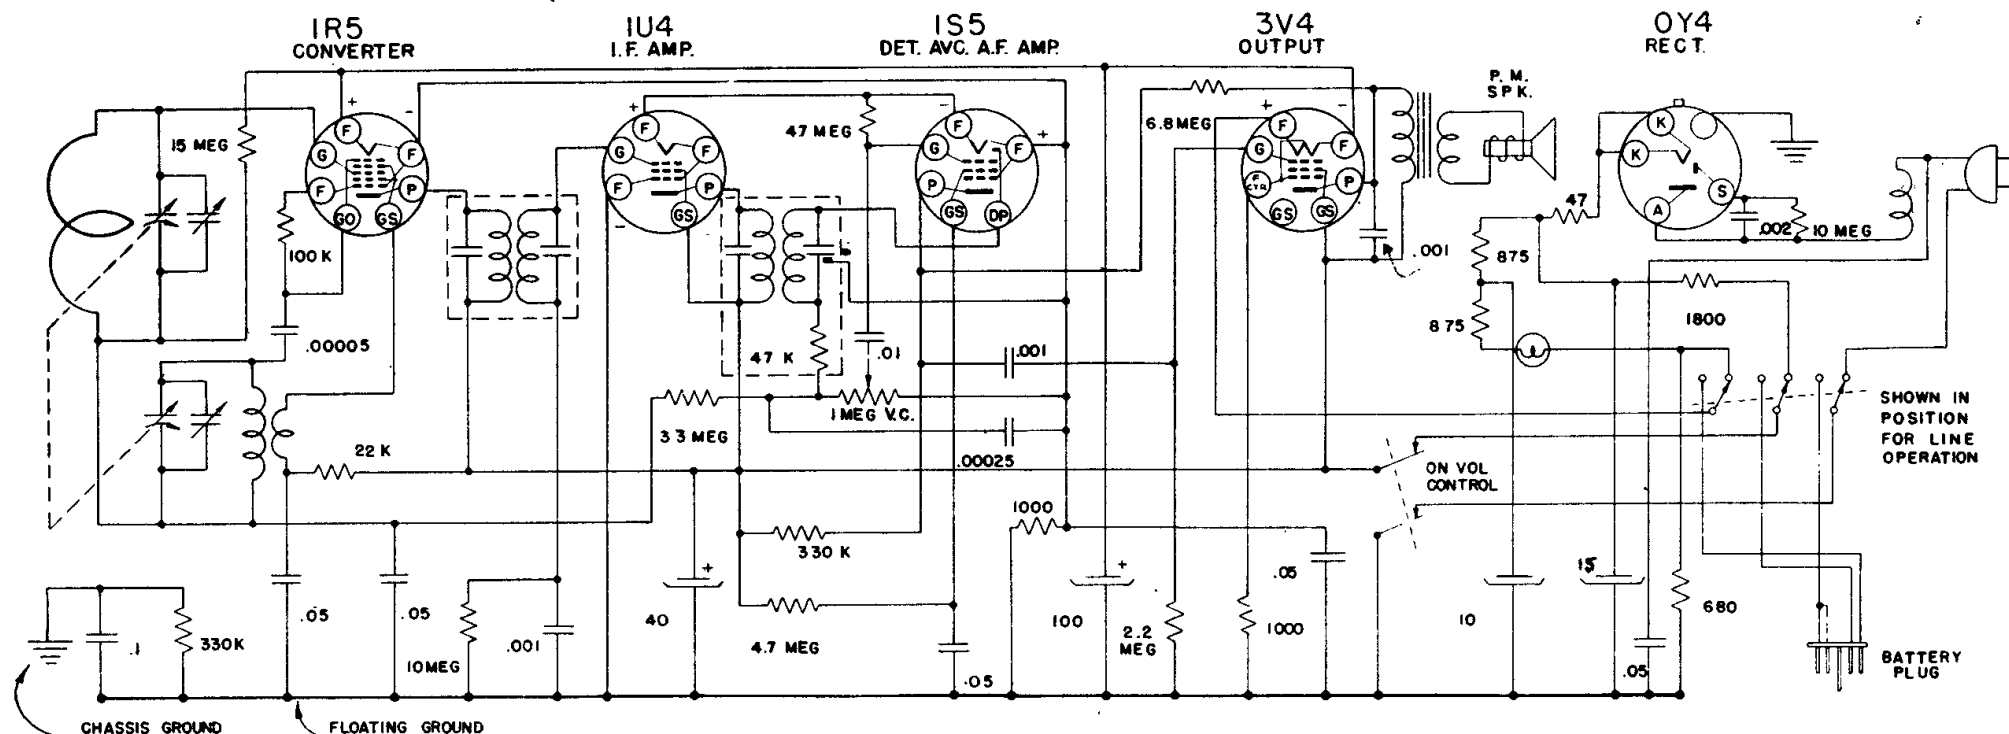 1R5
CONVERTER
1U4
I.F. AMP.
1S5
DET. AVC. A.F. AMP.
3V4
OUTPUT
0Y4
RECT.
P. M.
SPK.
+
-
+
-
+
+
-
15 MEG
47 MEG
6.8 MEG
F
G
F
F
P
GO
GS
F
G
F
F
P
GS
-
F
G
F
P
GS
DP
F
G
F
F
CTR.
P
GS
GS
K
K
A
S
47
.002
10 MEG
100 K
.001
875
875
1800
.00005
47 K
.01
.001
1 MEG V.C.
3.3 MEG
22 K
.00025
ON VOL
CONTROL
SHOWN IN
POSITION
FOR LINE
OPERATION
1000
330 K
.05
.05
.05
10 MEG
.001
40
+
4.7 MEG
.05
100
+
2.2
MEG
1000
10
15
680
.05
.1
330K
BATTERY
PLUG
CHASSIS GROUND
FLOATING GROUND